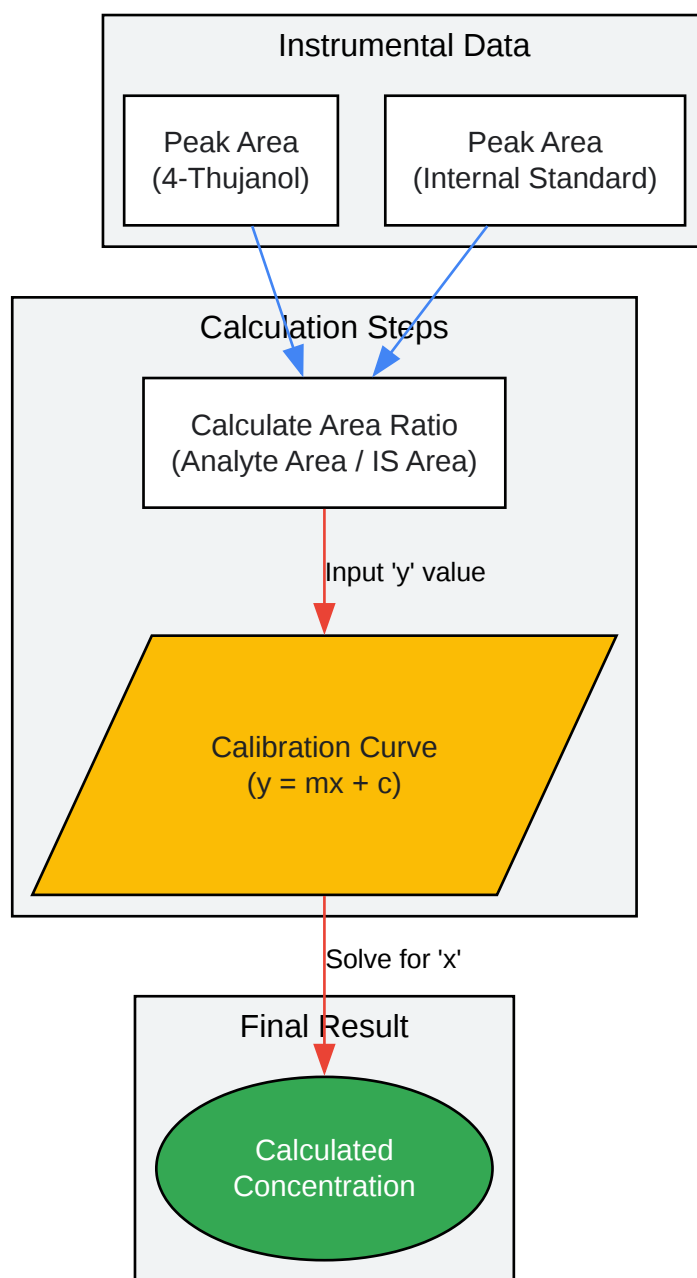 Instrumental Data
Peak Area
(4-Thujanol)
Peak Area
(Internal Standard)
Calculation Steps
Calculate Area Ratio
(Analyte Area / IS Area)
Input 'y' value
Calibration Curve
(y = mx + c)
Solve for 'x'
Final Result
Calculated
Concentration